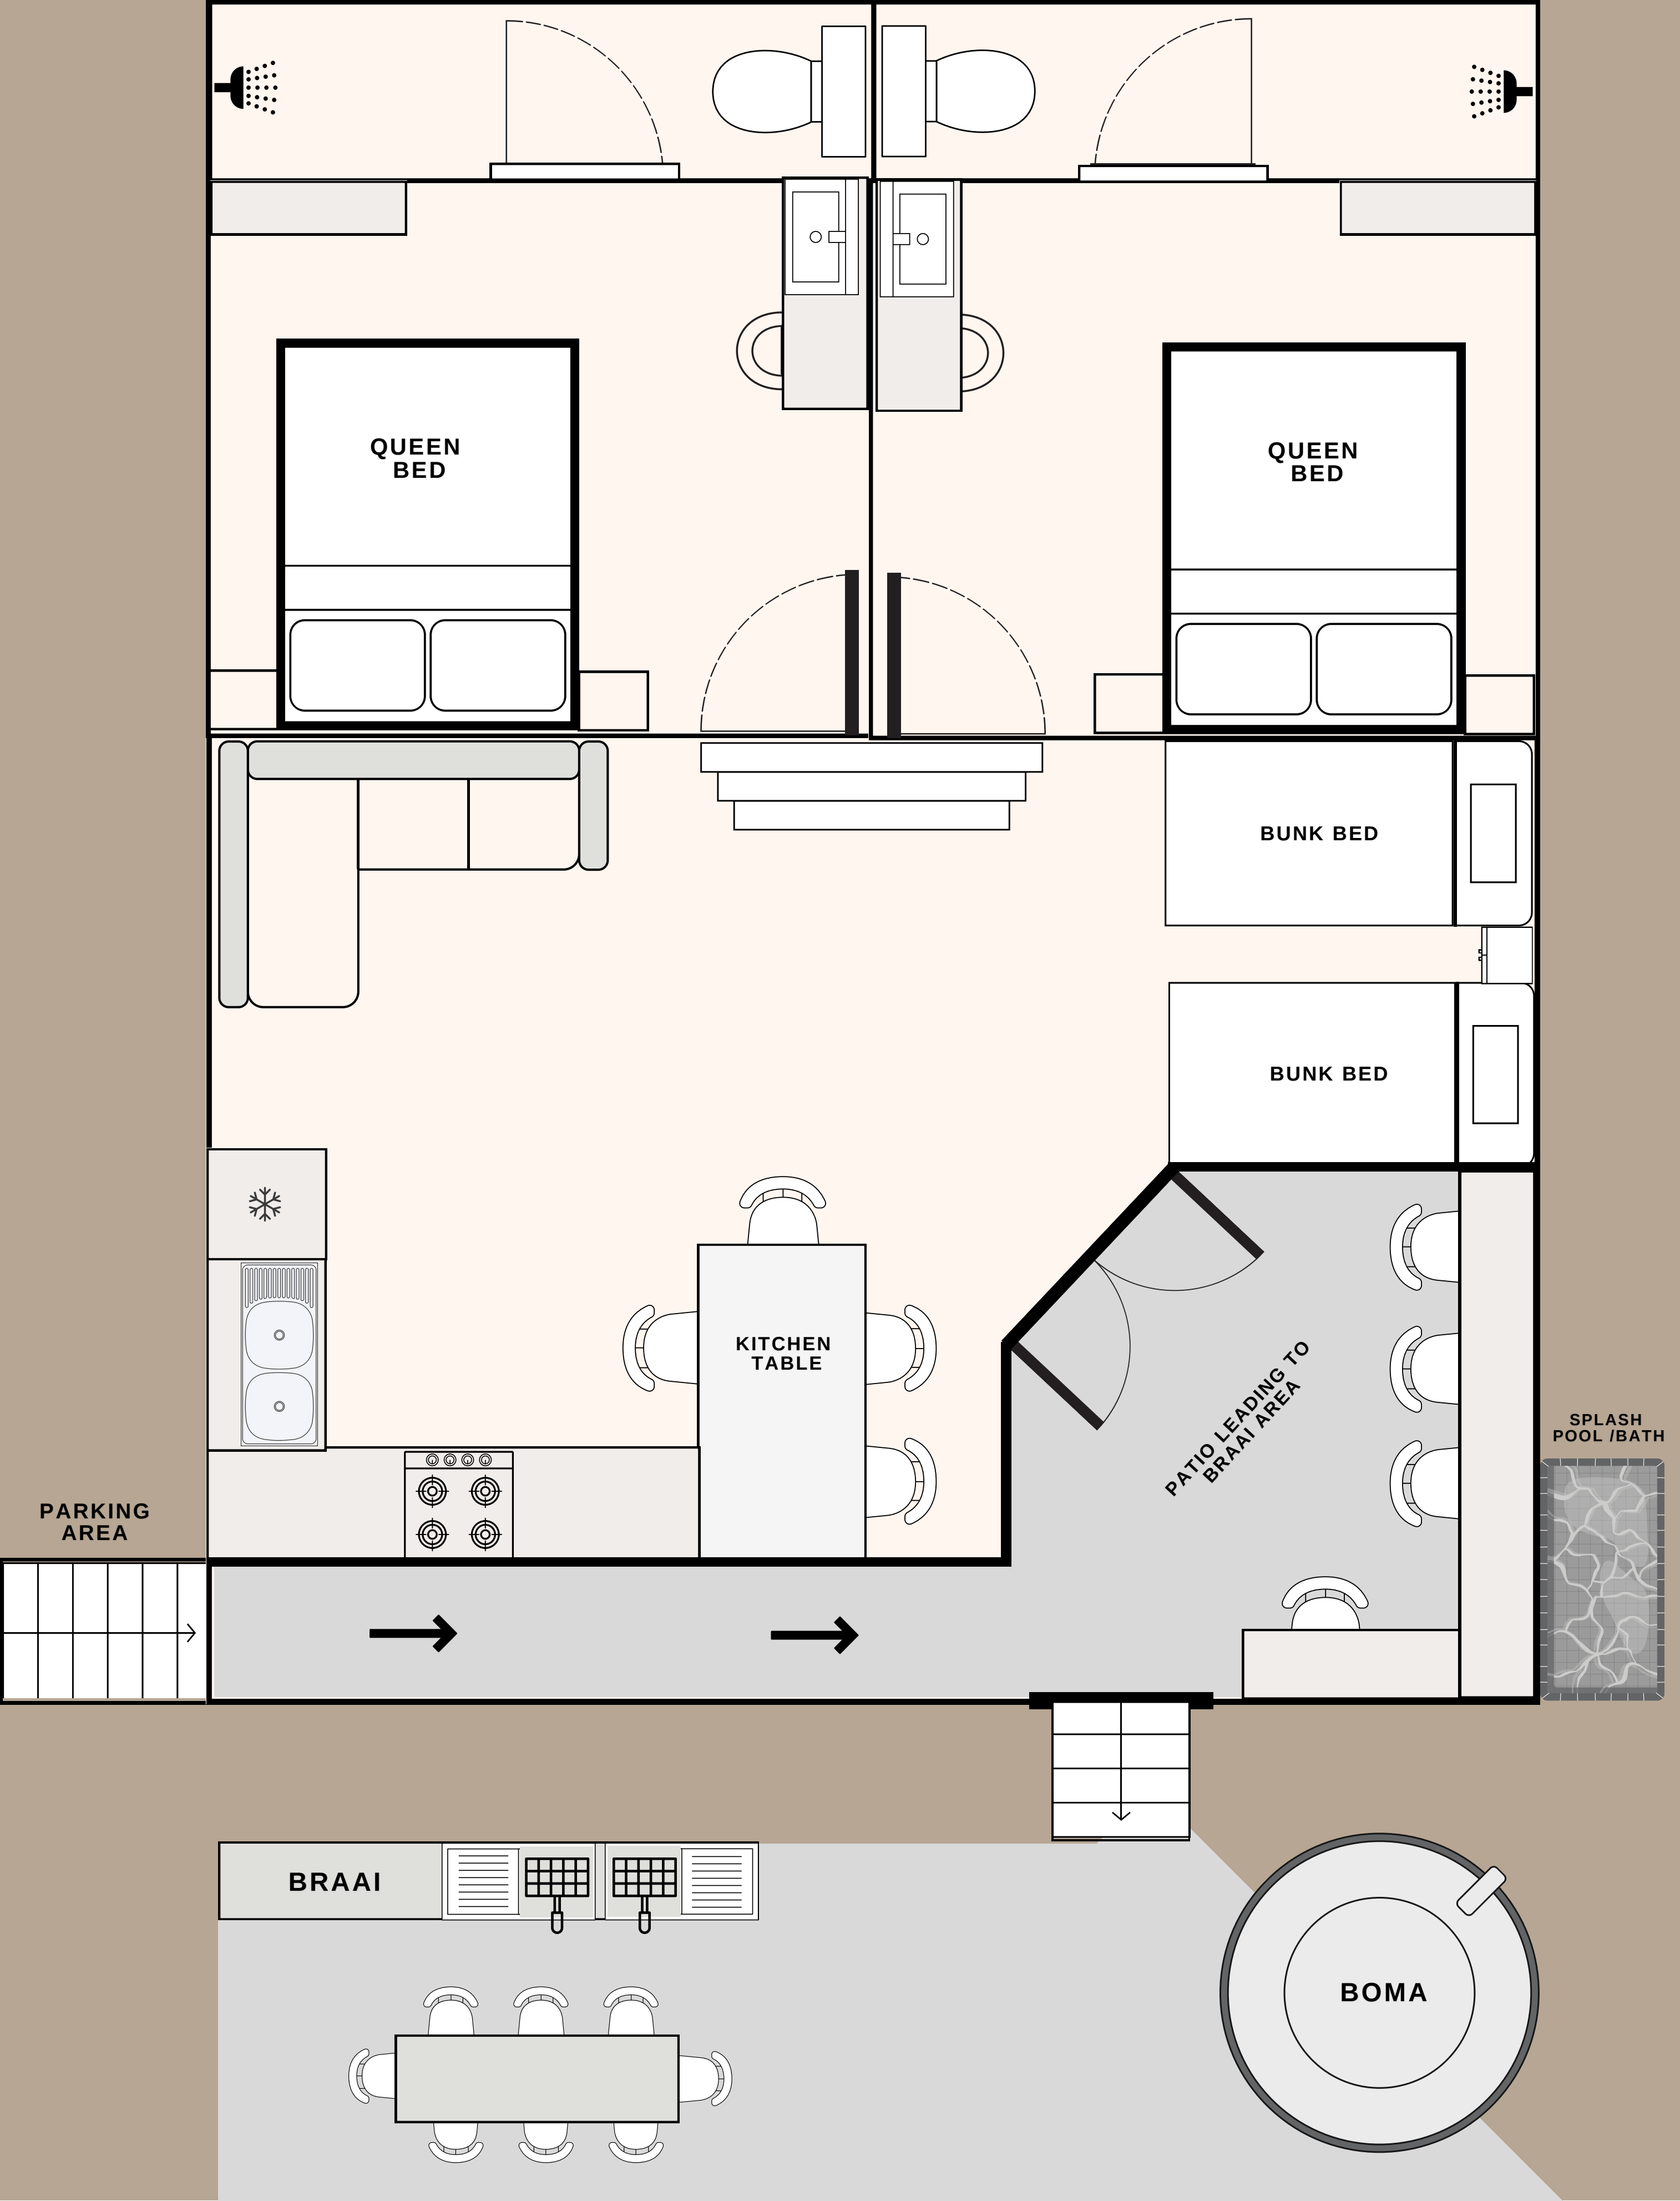 QUEEN
BED
QUEEN
BED
BUNK BED
BUNK BED
KITCHEN
TABLE
PATIO LEADING TO
BRAAI AREA
SPLASH
POOL /BATH
PARKING
AREA
BRAAI
BOMA